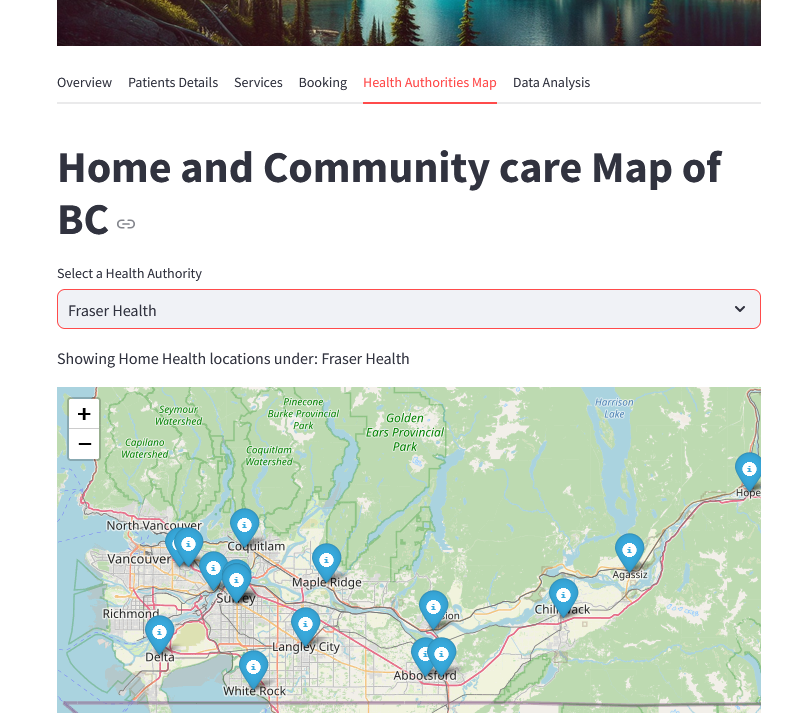 Overview Patients Details Services Booking Health Authorities Map Data Analysis
Home and Community care Map of
BC
Select a Health Authority
Fraser Health
Showing Home Health locations under: Fraser Health
+
−
Seymour
Watershed
Pinecone
Burke Provincial
Park
Golden
Ears Provincial
Park
Harrison
Lake
Capilano
Watershed
Coquitlam
Watershed
Hope
North Vancouver
Coquitlam
Vancouver
Maple Ridge
Agassiz
Surrey
Richmond
Langley City
Delta
White Rock